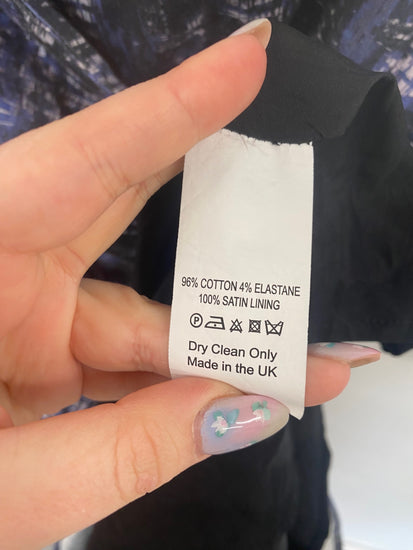 96% COTTON 4% ELASTANE
100% SATIN LINING
P
Dry Clean Only
Made in the UK